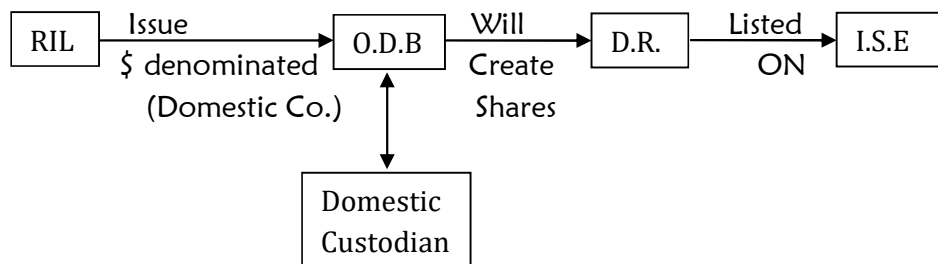 RIL
Issue
$ denominated
(Domestic Co.)
O.D.B
Will
Create
Shares
D.R.
Listed
ON
I.S.E
Domestic
Custodian